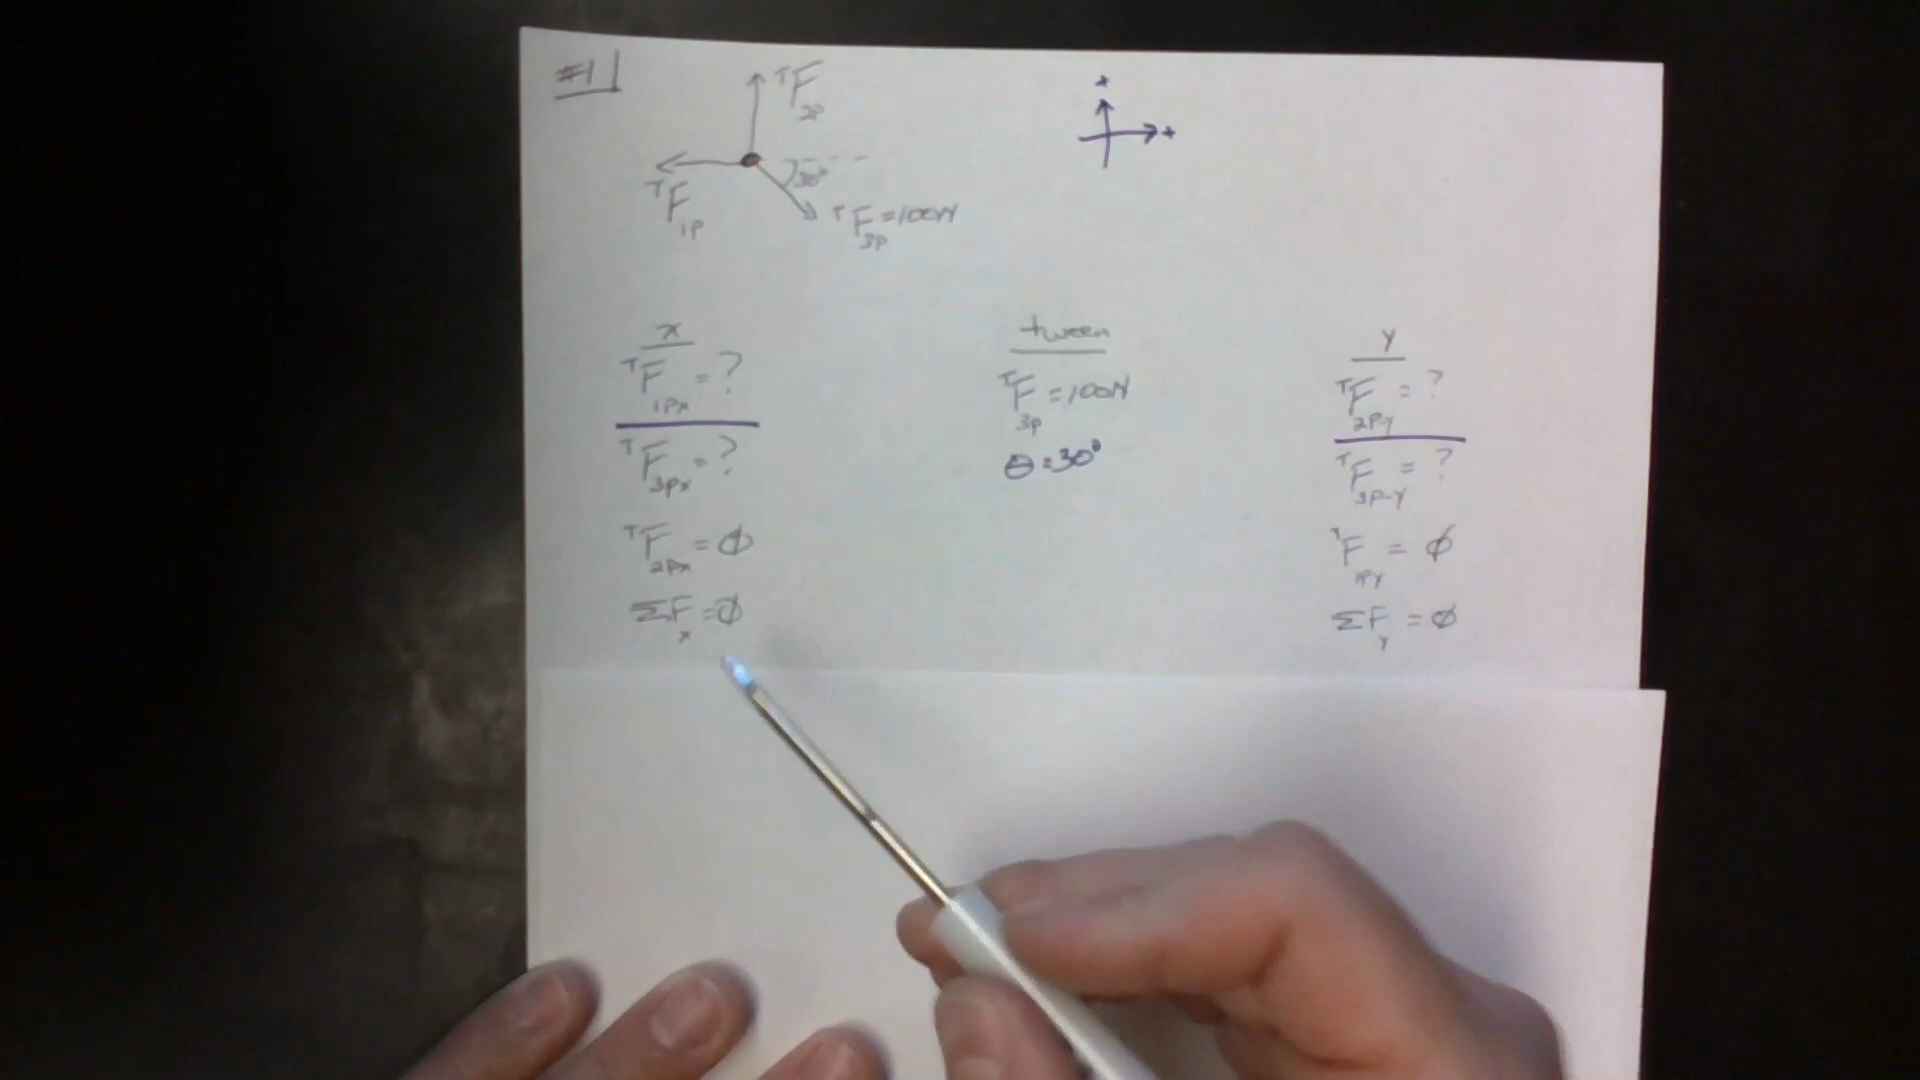 #1
TF2P
30°
TF1P
TF3P=100N
+
+
x
TF1Px=?
TF3Px=?
TF2Px=∅
ΣFx=∅
tween
TF3P=100N
θ=30°
Y
TF2Py=?
TF3P-Y=?
TF1PY=∅
ΣFY=∅